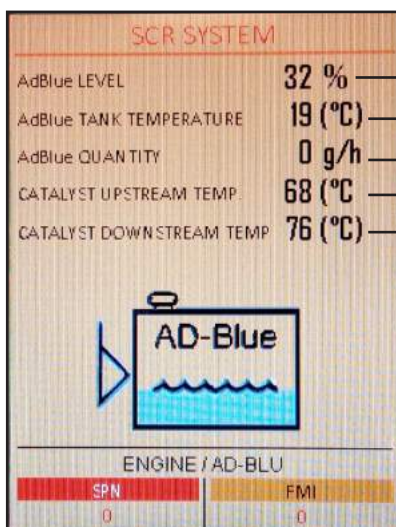 SCR SYSTEM
AdBlue LEVEL 32 %
AdBlue TANK TEMPERATURE 19 (°C)
AdBlue QUANTITY 0 g/h
CATALYST UPSTREAM TEMP. 68 (°C
CATALYST DOWNSTREAM TEMP 76 (°C)
AD-Blue
ENGINE / AD-BLU
SPN FMI
0 0